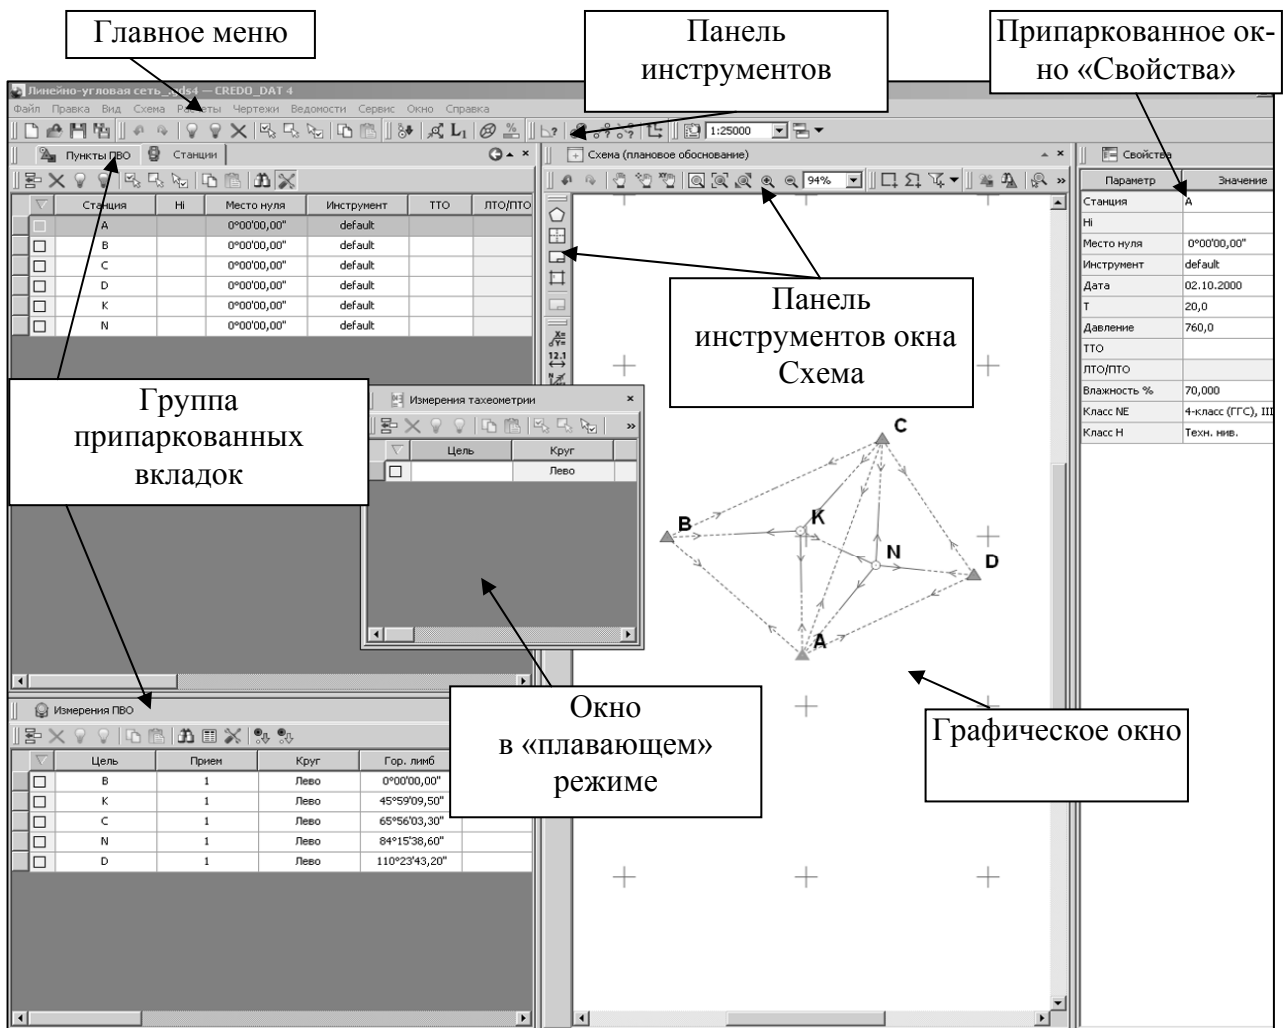 Главное меню
Панель
инструментов
Припаркованное ок-
но «Свойства»
Линейно-угловая сеть_.gds4 — CREDO_DAT 4
Файл Правка Вид Схема Расчеты Чертежи Ведомости Сервис Окно Справка
1:25000
Пункты ПВО Станции
Схема (плановое обоснование)
Свойства
94%
Станция Hi Место нуля Инструмент ТТО ЛТО/ПТО
A 0°00'00,00" default
B 0°00'00,00" default
C 0°00'00,00" default
D 0°00'00,00" default
K 0°00'00,00" default
N 0°00'00,00" default
Параметр Значение
Станция A
Hi
Место нуля 0°00'00,00"
Инструмент default
Дата 02.10.2000
T 20,0
Давление 760,0
ТТО
ЛТО/ПТО
Влажность % 70,000
Класс NE 4-класс (ГГС), III
Класс H Техн. нив.
Панель
инструментов окна
Схема
X=
Y=
12.1
N
Группа
припаркованных
вкладок
Измерения тахеометрии
Цель Круг
Лево
C
B
K
N
D
A
Окно
в «плавающем»
режиме
Графическое окно
Измерения ПВО
Цель Прием Круг Гор. лимб
B 1 Лево 0°00'00,00"
K 1 Лево 45°59'09,50"
C 1 Лево 65°56'03,30"
N 1 Лево 84°15'38,60"
D 1 Лево 110°23'43,20"